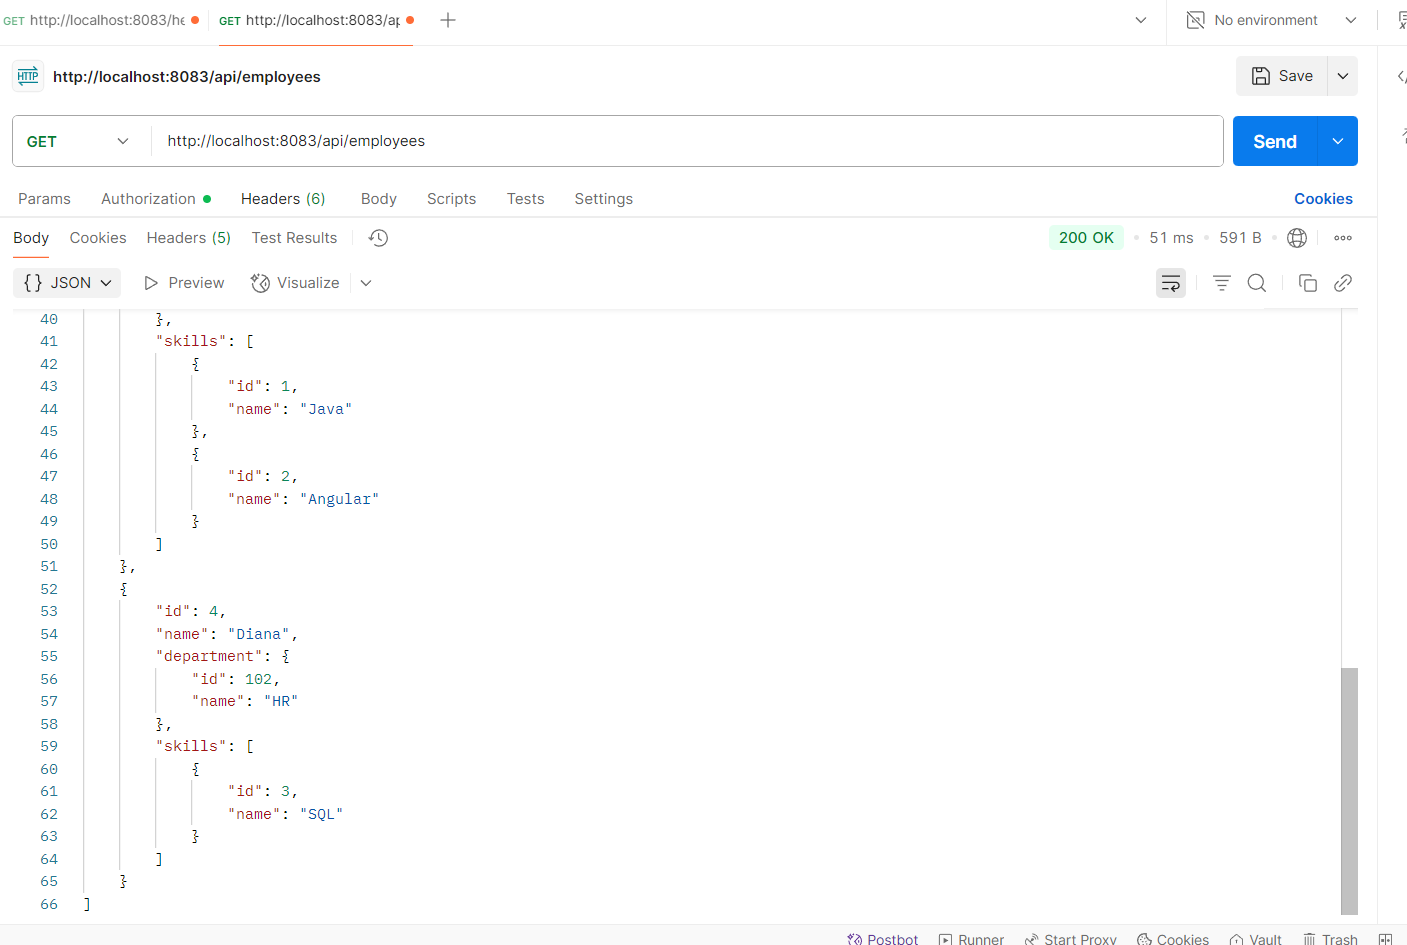 GET http://localhost:8083/he GET http://localhost:8083/ap No environment
HTTP http://localhost:8083/api/employees Save
GET http://localhost:8083/api/employees Send
Params Authorization Headers (6) Body Scripts Tests Settings Cookies
Body Cookies Headers (5) Test Results 200 OK 51 ms 591 B
{} JSON Preview Visualize
40 },
41 "skills": [
42 {
43 "id": 1,
44 "name": "Java"
45 },
46 {
47 "id": 2,
48 "name": "Angular"
49 }
50 ]
51 },
52 {
53 "id": 4,
54 "name": "Diana",
55 "department": {
56 "id": 102,
57 "name": "HR"
58 },
59 "skills": [
60 {
61 "id": 3,
62 "name": "SQL"
63 }
64 ]
65 }
66 ]
Postbot Runner Start Proxy Cookies Vault Trash